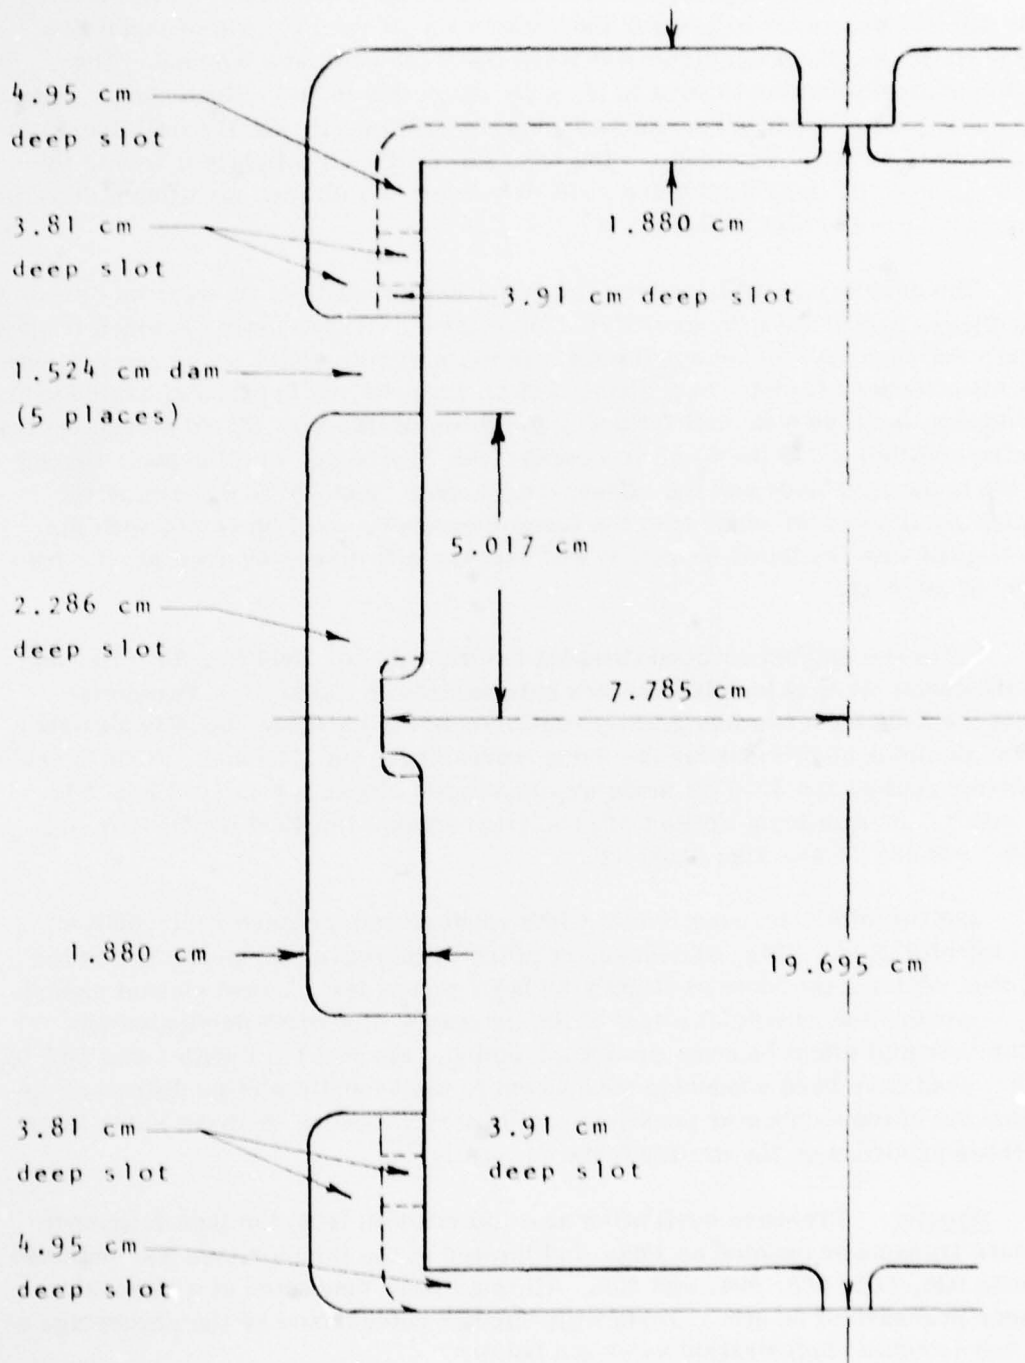 4.95 cm
deep slot
1.880 cm
3.81 cm
deep slot
3.91 cm deep slot
1.524 cm dam
(5 places)
5.017 cm
2.286 cm
deep slot
7.785 cm
1.880 cm
19.695 cm
3.81 cm
deep slot
3.91 cm
deep slot
4.95 cm
deep slot